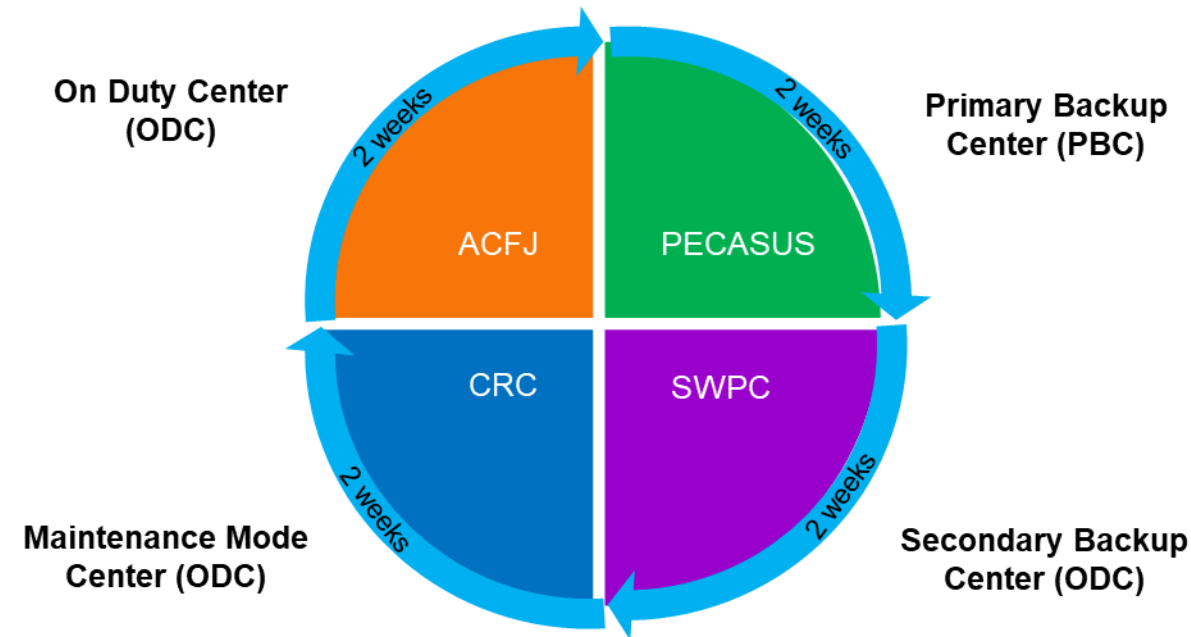 On Duty Center
(ODC)
2 weeks
2 weeks
Primary Backup
Center (PBC)
ACFJ
PECASUS
CRC
SWPC
Maintenance Mode
Center (ODC)
2 weeks
2 weeks
Secondary Backup
Center (ODC)